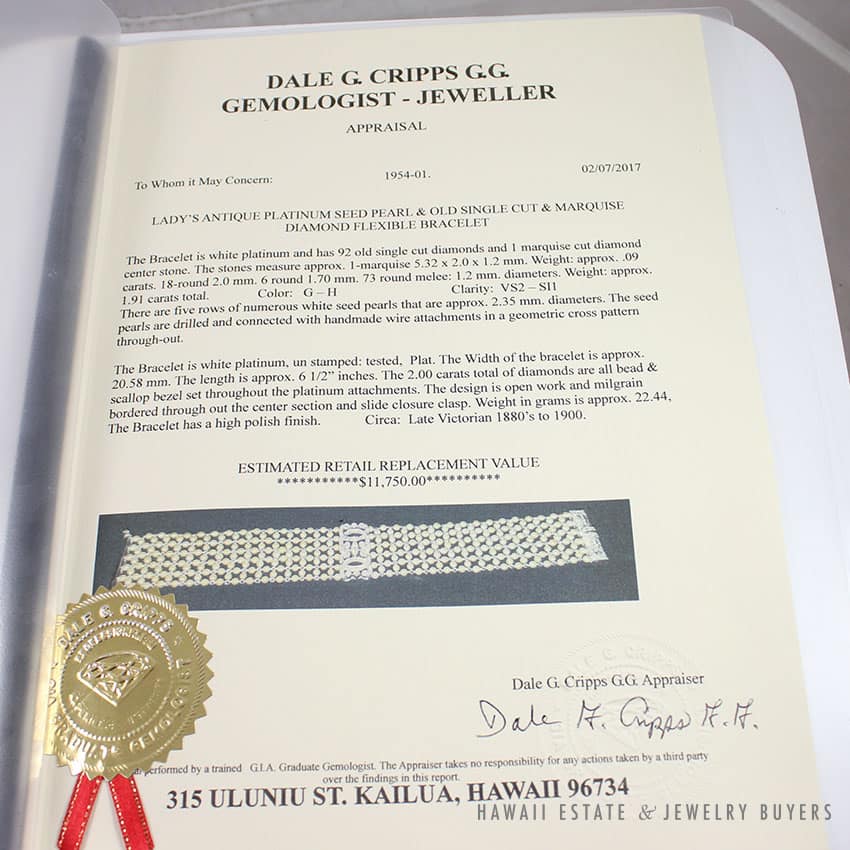 DALE G. CRIPPS G.G.
GEMOLOGIST - JEWELLER
APPRAISAL
To Whom it May Concern: 1954-01. 02/07/2017
LADY'S ANTIQUE PLATINUM SEED PEARL & OLD SINGLE CUT & MARQUISE
DIAMOND FLEXIBLE BRACELET
The Bracelet is white platinum and has 92 old single cut diamonds and 1 marquise cut diamond
center stone. The stones measure approx. 1-marquise 5.32 x 2.0 x 1.2 mm. Weight: approx. .09
carats. 18-round 2.0 mm. 6 round 1.70 mm. 73 round melee: 1.2 mm. diameters. Weight: approx.
1.91 carats total. Color: G – H Clarity: VS2 – SI1
There are five rows of numerous white seed pearls that are approx. 2.35 mm. diameters. The seed
pearls are drilled and connected with handmade wire attachments in a geometric cross pattern
through-out.
The Bracelet is white platinum, un stamped: tested, Plat. The Width of the bracelet is approx.
20.58 mm. The length is approx. 6 1/2" inches. The 2.00 carats total of diamonds are all bead &
scallop bezel set throughout the platinum attachments. The design is open work and milgrain
bordered through out the center section and slide closure clasp. Weight in grams is approx. 22.44,
The Bracelet has a high polish finish. Circa: Late Victorian 1880's to 1900.
ESTIMATED RETAIL REPLACEMENT VALUE
***********$11,750.00**********
DALE G CRIPPS
GRADUATE GEMOLOGIST
DALE G. CRIPPS
Dale G. Cripps G.G. Appraiser
Dale G. Cripps G.G.
performed by a trained G.I.A. Graduate Gemologist. The Appraiser takes no responsibility for any actions taken by a third party
over the findings in this report.
315 ULUNIU ST. KAILUA, HAWAII 96734
HAWAII ESTATE & JEWELRY BUYERS